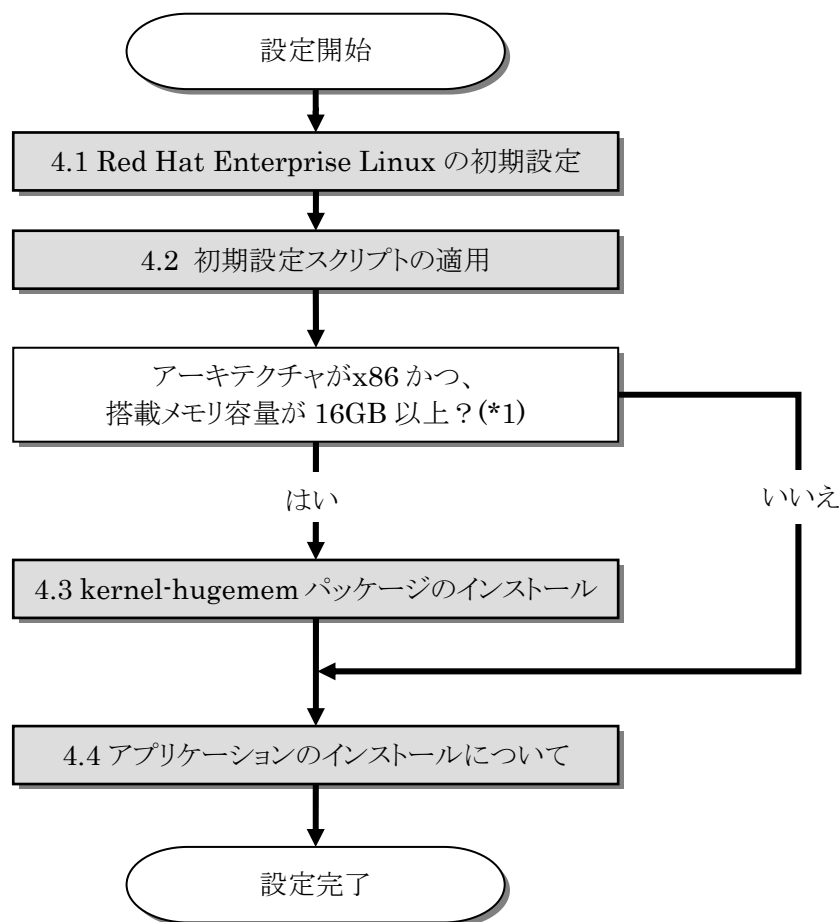 設定開始
4.1 Red Hat Enterprise Linux の初期設定
4.2 初期設定スクリプトの適用
アーキテクチャがx86 かつ、
搭載メモリ容量が 16GB 以上？(*1)
はい
いいえ
4.3 kernel-hugemem パッケージのインストール
4.4 アプリケーションのインストールについて
設定完了